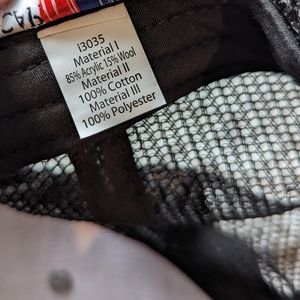 i3035
Material I
85% Acrylic 15% Wool
Material II
100% Cotton
Material III
100% Polyester